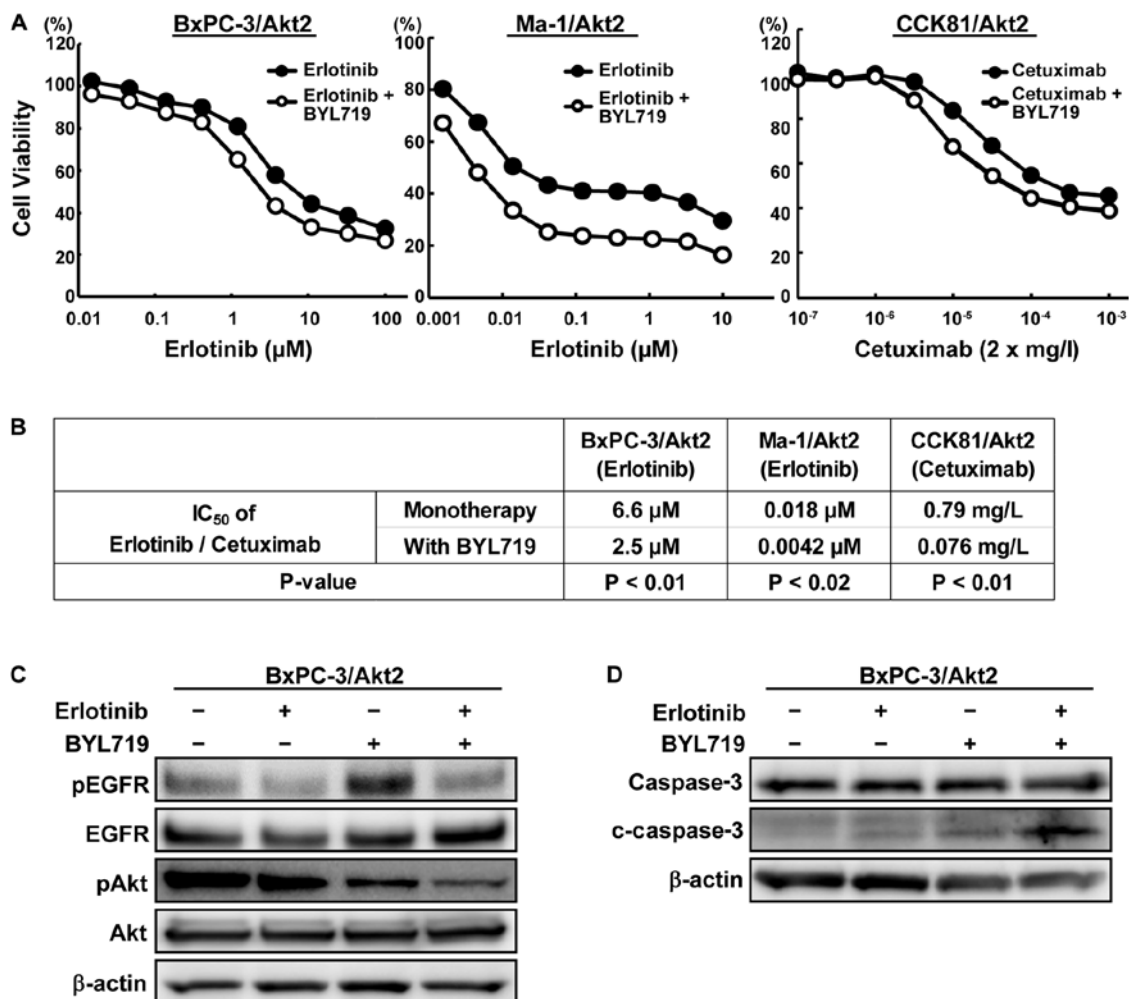 A
(%)
BxPC-3/Akt2
120
100
80
60
40
20
0
Cell Viability
Erlotinib
Erlotinib +
BYL719
0.01 0.1 1 10 100
Erlotinib (µM)
(%)
Ma-1/Akt2
100
80
60
40
20
0
Erlotinib
Erlotinib +
BYL719
0.001 0.01 0.1 1 10
Erlotinib (µM)
(%)
CCK81/Akt2
120
100
80
60
40
20
0
Cetuximab
Cetuximab +
BYL719
10⁻⁷ 10⁻⁶ 10⁻⁵ 10⁻⁴ 10⁻³
Cetuximab (2 x mg/l)
B
BxPC-3/Akt2 Ma-1/Akt2 CCK81/Akt2
(Erlotinib) (Erlotinib) (Cetuximab)
IC₅₀ of
Erlotinib / Cetuximab
Monotherapy 6.6 µM 0.018 µM 0.79 mg/L
With BYL719 2.5 µM 0.0042 µM 0.076 mg/L
P-value P < 0.01 P < 0.02 P < 0.01
C
BxPC-3/Akt2
Erlotinib – + – +
BYL719 – – + +
pEGFR
EGFR
pAkt
Akt
β-actin
D
BxPC-3/Akt2
Erlotinib – + – +
BYL719 – – + +
Caspase-3
c-caspase-3
β-actin